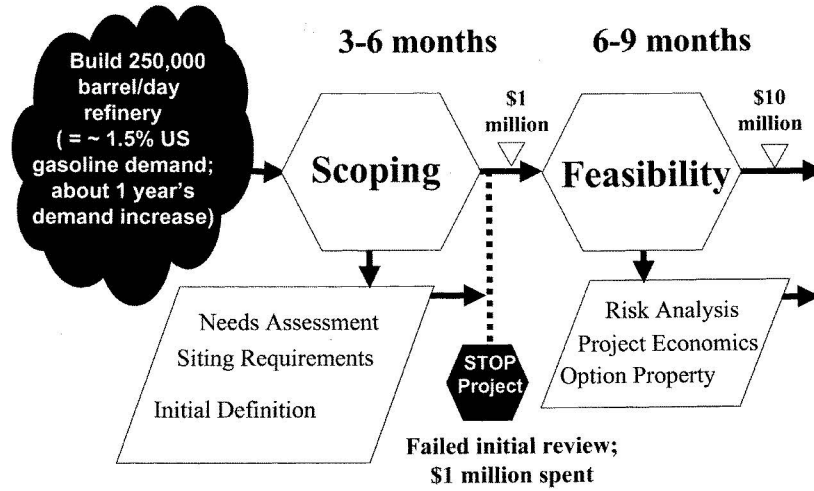 3-6 months
6-9 months
Build 250,000
barrel/day
refinery
( = ~ 1.5% US
gasoline demand;
about 1 year's
demand increase)
Scoping
$1
million
Feasibility
$10
million
Needs Assessment
Siting Requirements
Initial Definition
STOP
Project
Failed initial review;
$1 million spent
Risk Analysis
Project Economics
Option Property